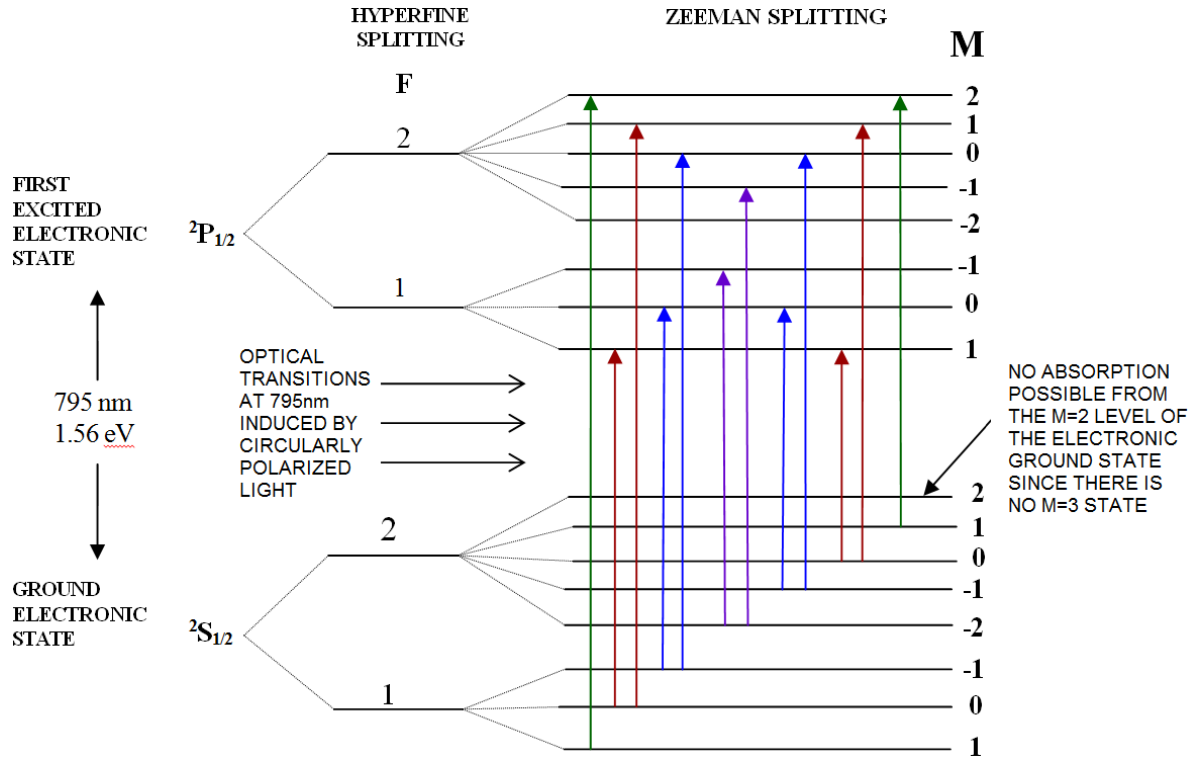 HYPERFINE
SPLITTING
F
ZEEMAN SPLITTING
M
2
1
0
-1
-2
-1
0
1
2
1
FIRST
EXCITED
ELECTRONIC
STATE
²P₁/₂
795 nm
1.56 eV
OPTICAL
TRANSITIONS
AT 795nm
INDUCED BY
CIRCULARLY
POLARIZED
LIGHT
NO ABSORPTION
POSSIBLE FROM
THE M=2 LEVEL OF
THE ELECTRONIC
GROUND STATE
SINCE THERE IS
NO M=3 STATE
GROUND
ELECTRONIC
STATE
²S₁/₂
2
1
2
1
0
-1
-2
-1
0
1